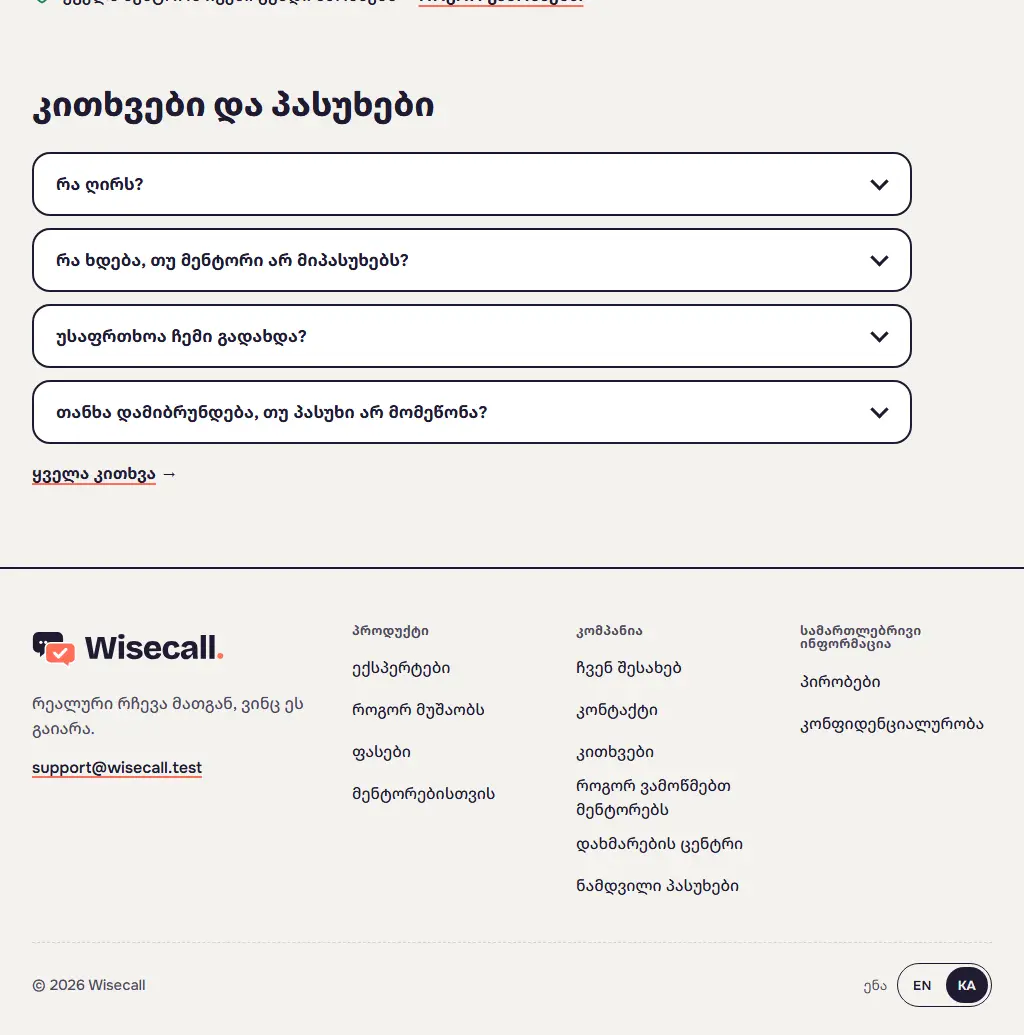 კითხვები და პასუხები
რა ღირს?
რა ხდება, თუ მენტორი არ მიპასუხებს?
უსაფრთხოა ჩემი გადახდა?
თანხა დამიბრუნდება, თუ პასუხი არ მომეწონა?
ყველა კითხვა →
Wisecall.
რეალური რჩევა მათგან, ვინც ეს
გაიარა.
support@wisecall.test
პროდუქტი
ექსპერტები
როგორ მუშაობს
ფასები
მენტორებისთვის
კომპანია
ჩვენ შესახებ
კონტაქტი
კითხვები
როგორ ვამოწმებთ
მენტორებს
დახმარების ცენტრი
ნამდვილი პასუხები
სამართლებრივი
ინფორმაცია
პირობები
კონფიდენციალურობა
© 2026 Wisecall
ენა EN KA